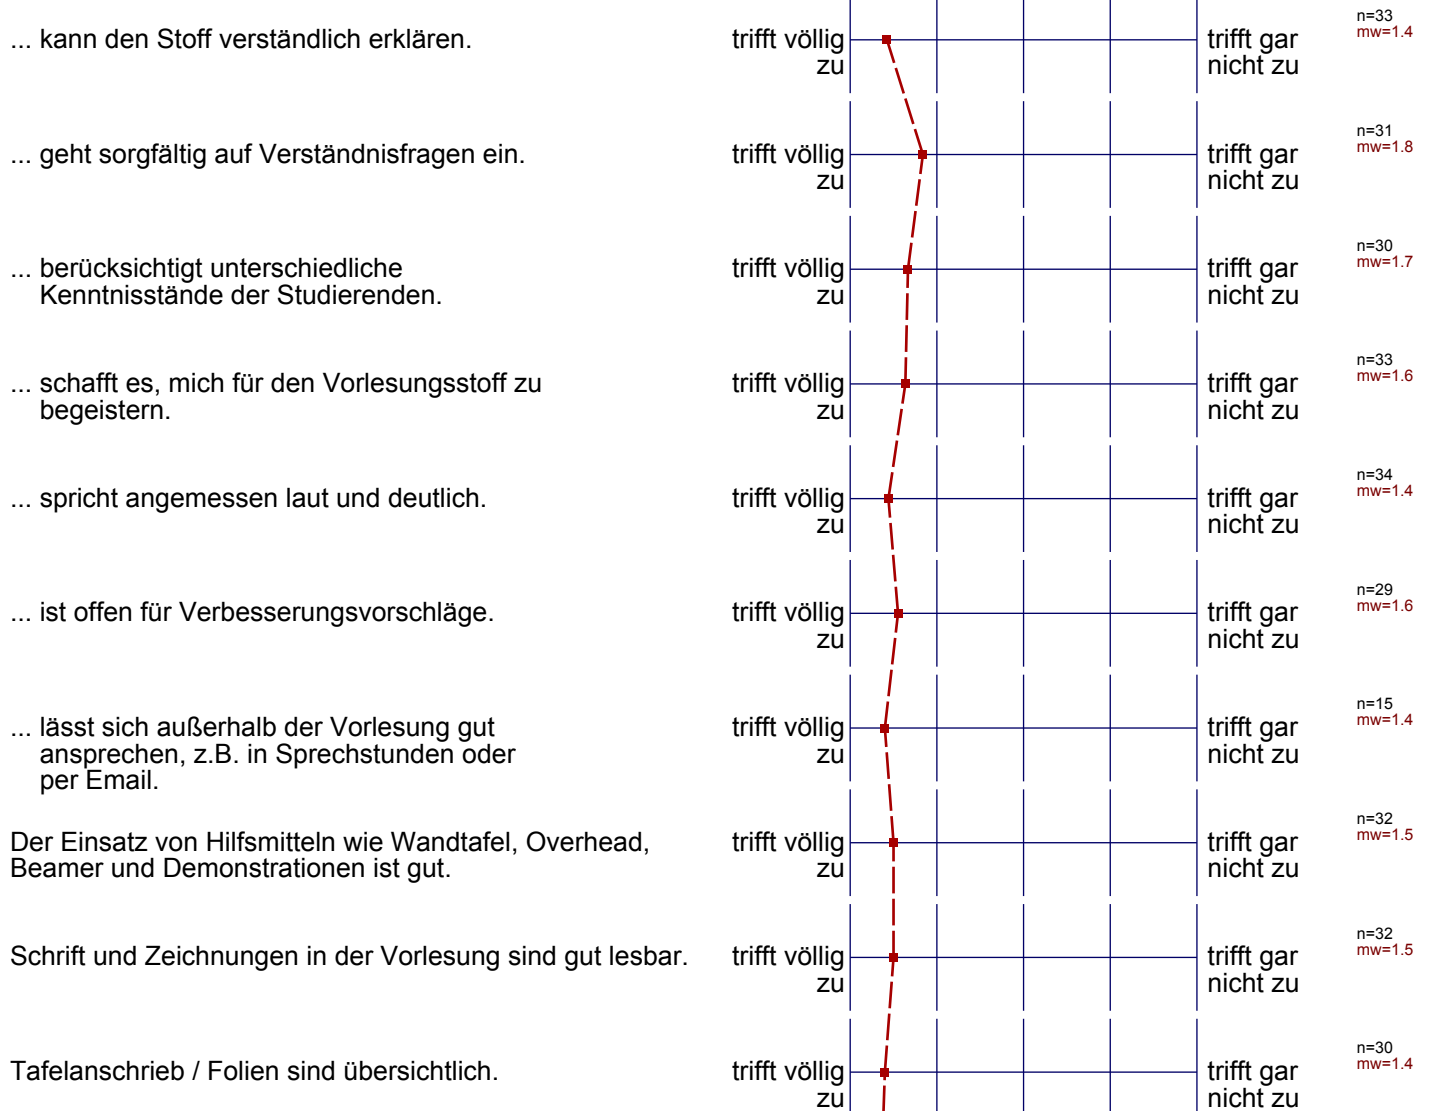 ... kann den Stoff verständlich erklären. trifft völlig zu trifft gar nicht zu n=33 mw=1.4
... geht sorgfältig auf Verständnisfragen ein. trifft völlig zu trifft gar nicht zu n=31 mw=1.8
... berücksichtigt unterschiedliche
Kenntnisstände der Studierenden. trifft völlig zu trifft gar nicht zu n=30 mw=1.7
... schafft es, mich für den Vorlesungsstoff zu
begeistern. trifft völlig zu trifft gar nicht zu n=33 mw=1.6
... spricht angemessen laut und deutlich. trifft völlig zu trifft gar nicht zu n=34 mw=1.4
... ist offen für Verbesserungsvorschläge. trifft völlig zu trifft gar nicht zu n=29 mw=1.6
... lässt sich außerhalb der Vorlesung gut
ansprechen, z.B. in Sprechstunden oder
per Email. trifft völlig zu trifft gar nicht zu n=15 mw=1.4
Der Einsatz von Hilfsmitteln wie Wandtafel, Overhead,
Beamer und Demonstrationen ist gut. trifft völlig zu trifft gar nicht zu n=32 mw=1.5
Schrift und Zeichnungen in der Vorlesung sind gut lesbar. trifft völlig zu trifft gar nicht zu n=32 mw=1.5
Tafelanschrieb / Folien sind übersichtlich. trifft völlig zu trifft gar nicht zu n=30 mw=1.4